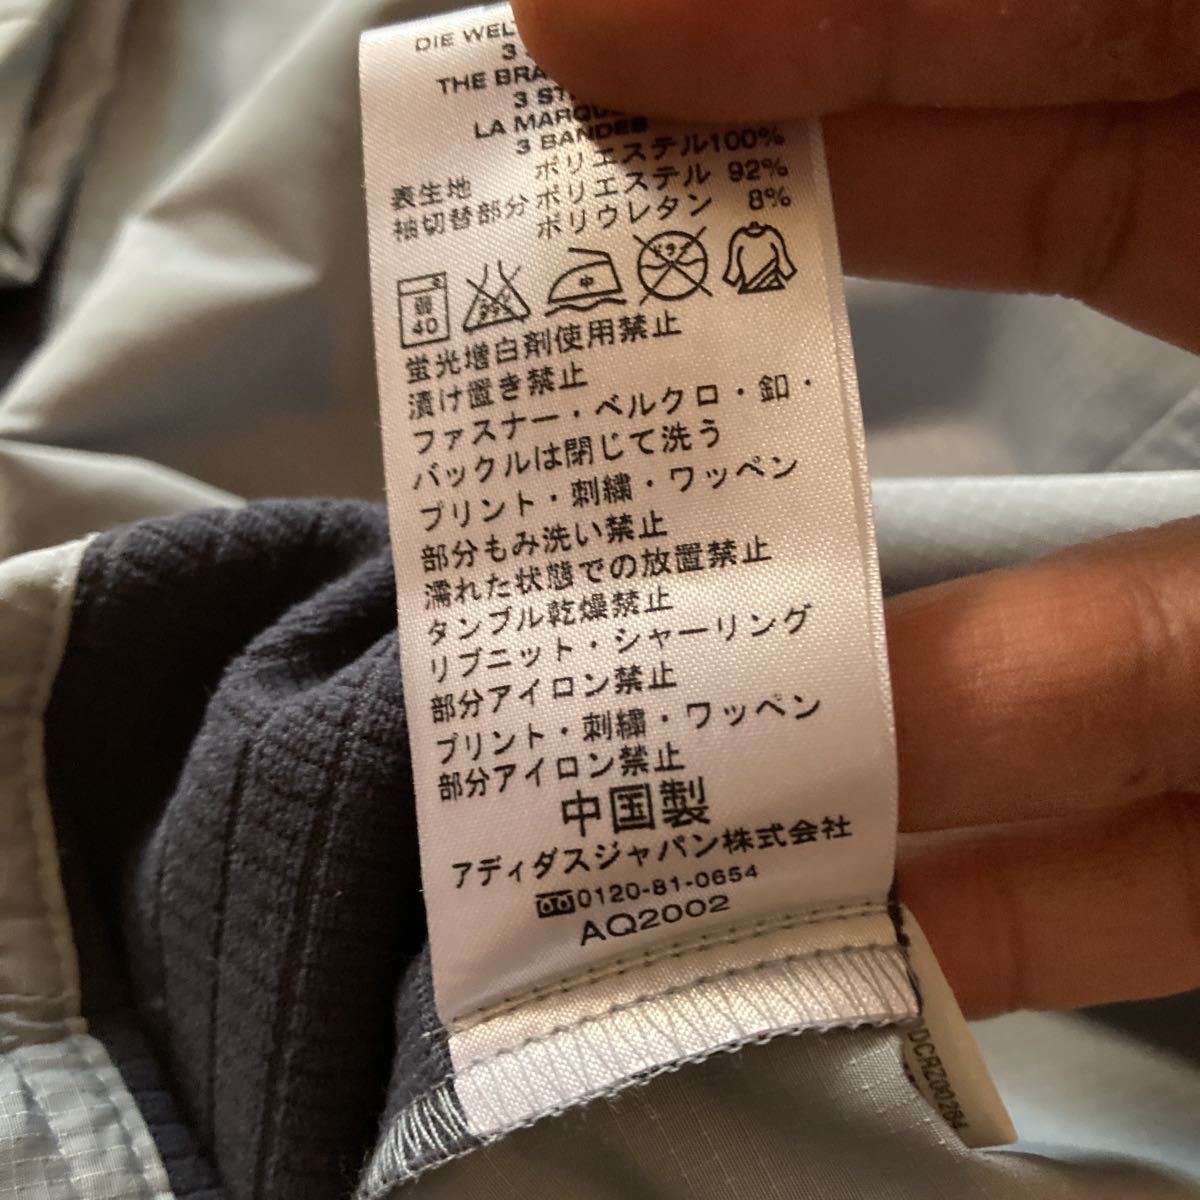 DIE WELT
3
THE BRA
3 ST
LA MARQUE
3 BANDES
表生地 ポリエステル100%
袖切替部分 ポリエステル 92%
ポリウレタン 8%
弱
40
中
ドライ
蛍光増白剤使用禁止
漬け置き禁止
ファスナー・ベルクロ・釦・
バックルは閉じて洗う
プリント・刺繍・ワッペン
部分もみ洗い禁止
濡れた状態での放置禁止
タンブル乾燥禁止
リブニット・シャーリング
部分アイロン禁止
プリント・刺繍・ワッペン
部分アイロン禁止
中国製
アディダスジャパン株式会社
0120-81-0654
AQ2002